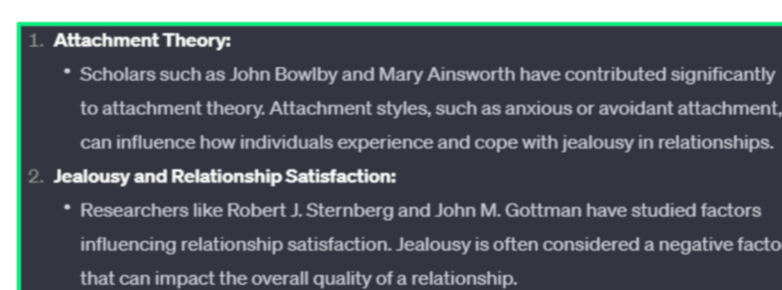 1. Attachment Theory:
• Scholars such as John Bowlby and Mary Ainsworth have contributed significantly
to attachment theory. Attachment styles, such as anxious or avoidant attachment,
can influence how individuals experience and cope with jealousy in relationships.
2. Jealousy and Relationship Satisfaction:
• Researchers like Robert J. Sternberg and John M. Gottman have studied factors
influencing relationship satisfaction. Jealousy is often considered a negative facto
that can impact the overall quality of a relationship.